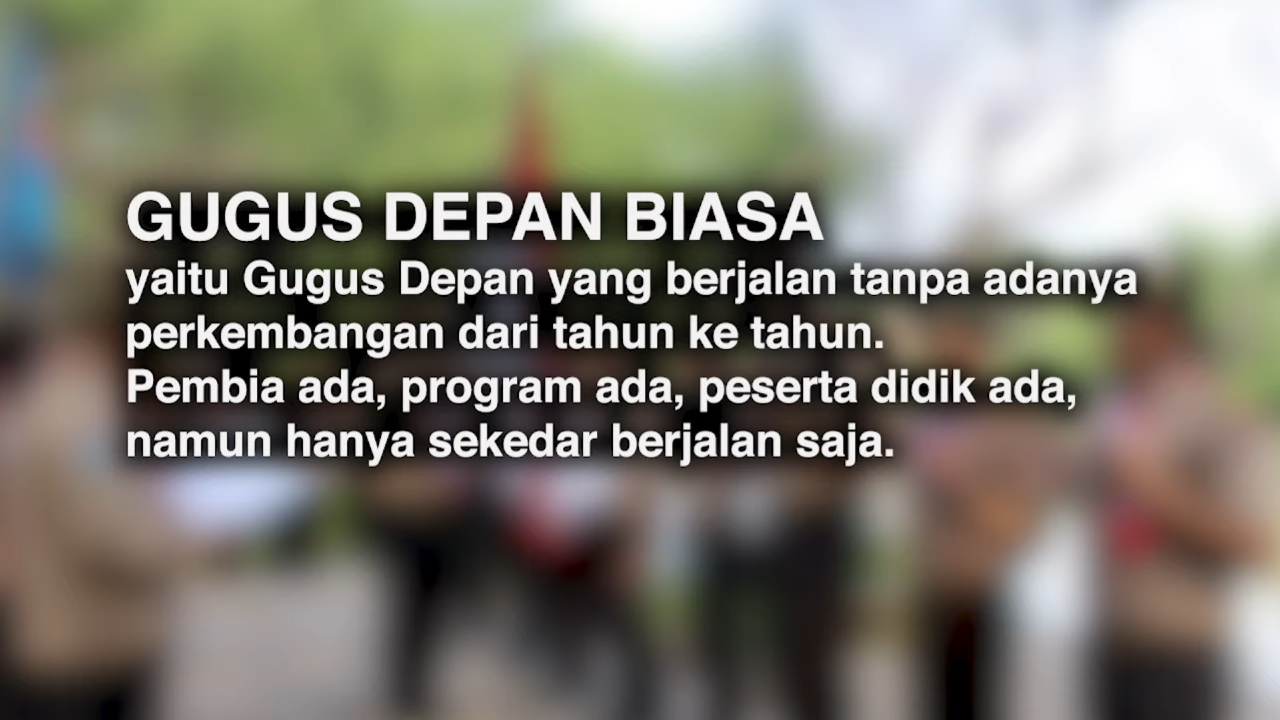 GUGUS DEPAN BIASA
yaitu Gugus Depan yang berjalan tanpa adanya
perkembangan dari tahun ke tahun.
Pembia ada, program ada, peserta didik ada,
namun hanya sekedar berjalan saja.